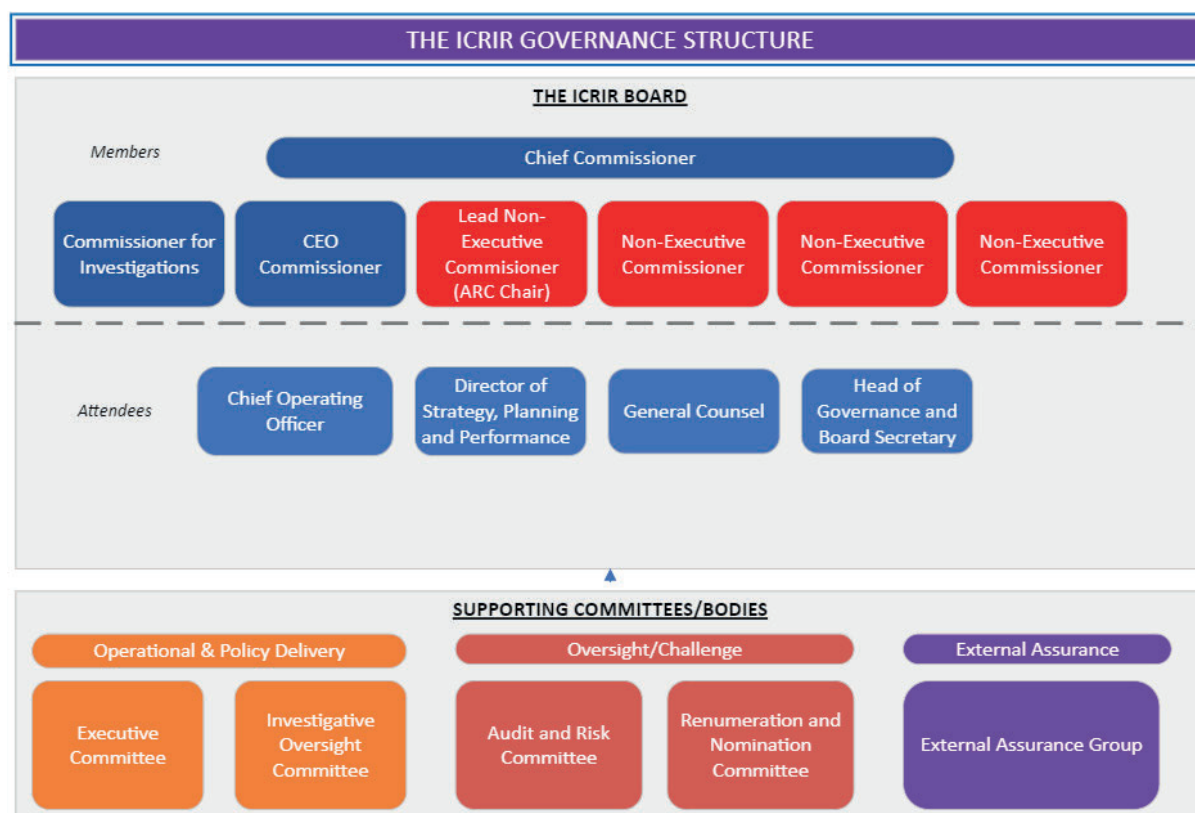 THE ICRIR GOVERNANCE STRUCTURE
THE ICRIR BOARD
Members
Chief Commissioner
Commissioner for
Investigations
CEO
Commissioner
Lead Non-
Executive
Commisioner
(ARC Chair)
Non-Executive
Commissioner
Non-Executive
Commissioner
Non-Executive
Commissioner
Attendees
Chief Operating
Officer
Director of
Strategy, Planning
and Performance
General Counsel
Head of
Governance and
Board Secretary
SUPPORTING COMMITTEES/BODIES
Operational & Policy Delivery
Executive
Committee
Investigative
Oversight
Committee
Oversight/Challenge
Audit and Risk
Committee
Renumeration and
Nomination
Committee
External Assurance
External Assurance Group